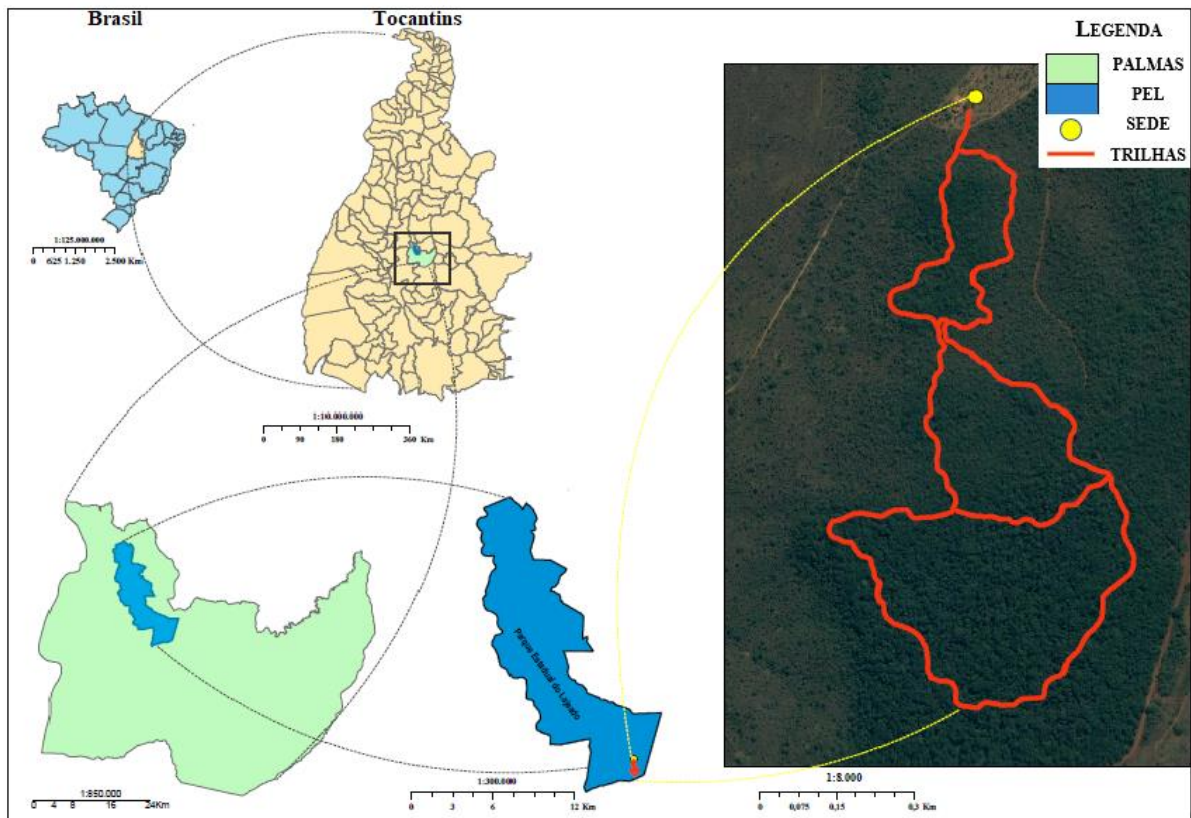 Brasil
Tocantins
LEGENDA
PALMAS
PEL
SEDE
TRILHAS
1:125.000.000
0 625 1.250 2.500 Km
1:10.000.000
0 90 180 360 Km
Parque Estadual do Lajeado
1:850.000
0 4 8 16 24Km
1:300.000
0 3 6 12 Km
1:8.000
0 0,075 0,15 0,3 Km